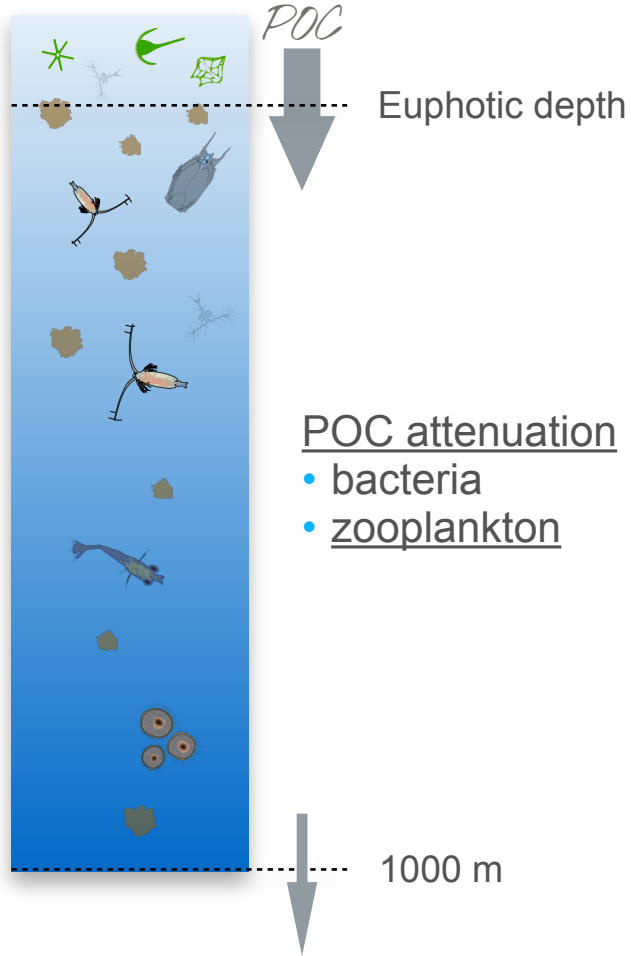 POC
Euphotic depth
POC attenuation
• bacteria
• zooplankton
1000 m